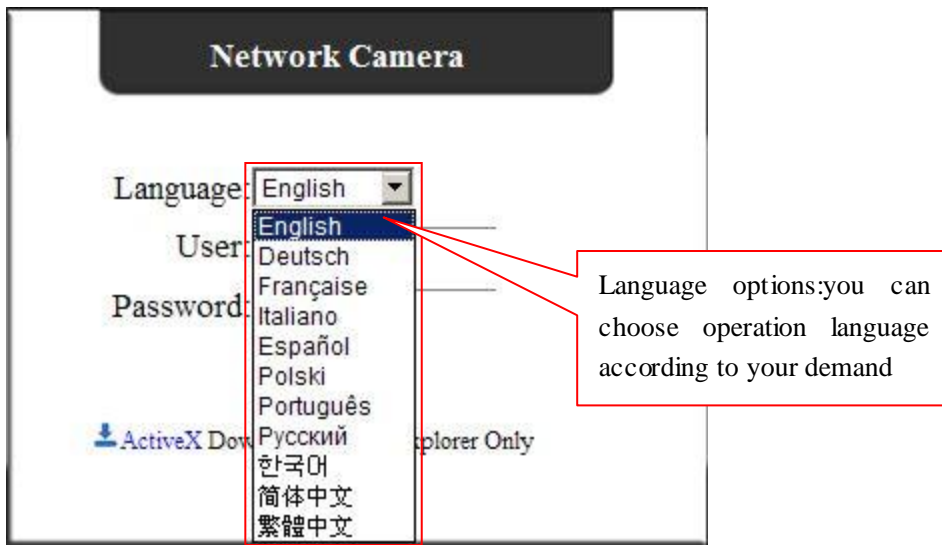 Network Camera
Language: English
English
User:
Deutsch
Française
Password:
Italiano
Español
Polski
Português
Русский
한국어
简体中文
繁體中文
ActiveX Dow
xplorer Only
Language options:you can
choose operation language
according to your demand